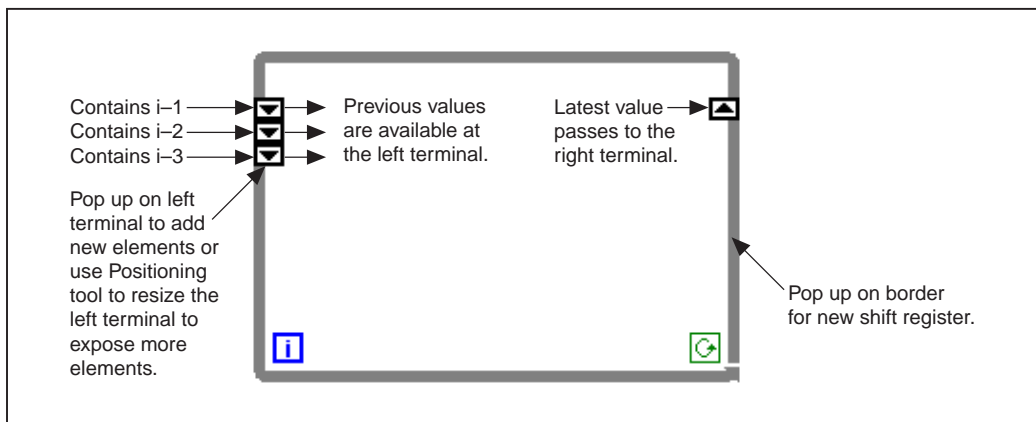 Contains i–1
Contains i–2
Contains i–3
Previous values
are available at
the left terminal.
Latest value
passes to the
right terminal.
Pop up on left
terminal to add
new elements or
use Positioning
tool to resize the
left terminal to
expose more
elements.
Pop up on border
for new shift register.
i